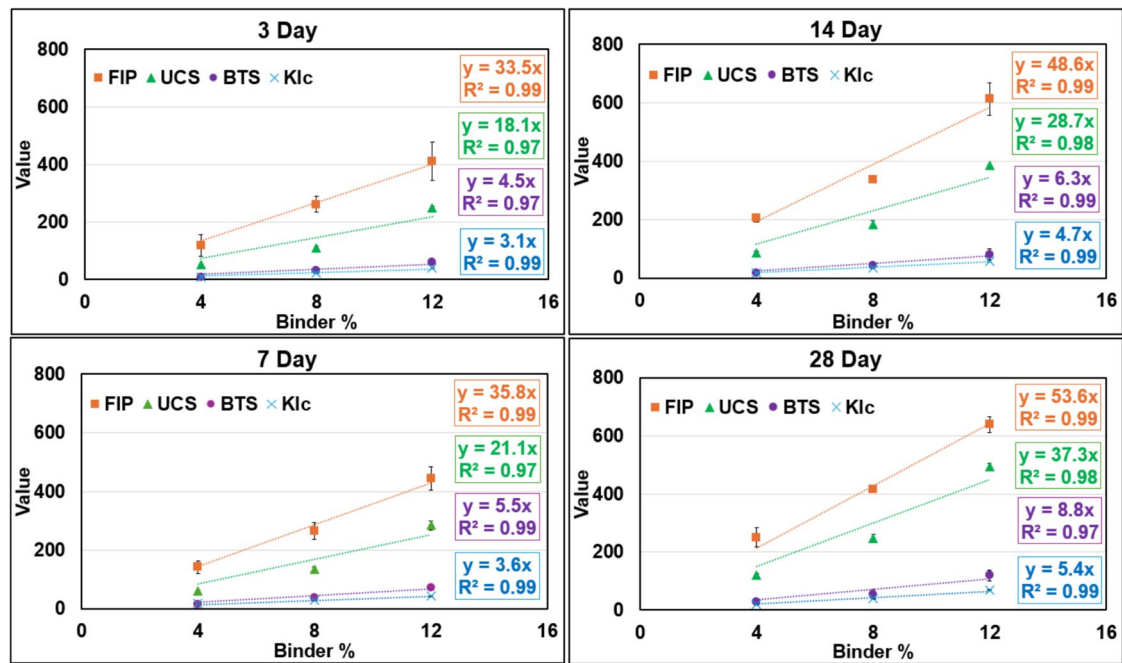 3 Day
800
600
400
200
0
Value
FIP UCS BTS KIc
y = 33.5x
R² = 0.99
y = 18.1x
R² = 0.97
y = 4.5x
R² = 0.97
y = 3.1x
R² = 0.99
0 4 8 12 16
Binder %
14 Day
800
600
400
200
0
Value
FIP UCS BTS KIc
y = 48.6x
R² = 0.99
y = 28.7x
R² = 0.98
y = 6.3x
R² = 0.99
y = 4.7x
R² = 0.99
0 4 8 12 16
Binder %
7 Day
800
600
400
200
0
Value
FIP UCS BTS KIc
y = 35.8x
R² = 0.99
y = 21.1x
R² = 0.97
y = 5.5x
R² = 0.99
y = 3.6x
R² = 0.99
0 4 8 12 16
Binder %
28 Day
800
600
400
200
0
Value
FIP UCS BTS KIc
y = 53.6x
R² = 0.99
y = 37.3x
R² = 0.98
y = 8.8x
R² = 0.97
y = 5.4x
R² = 0.99
0 4 8 12 16
Binder %